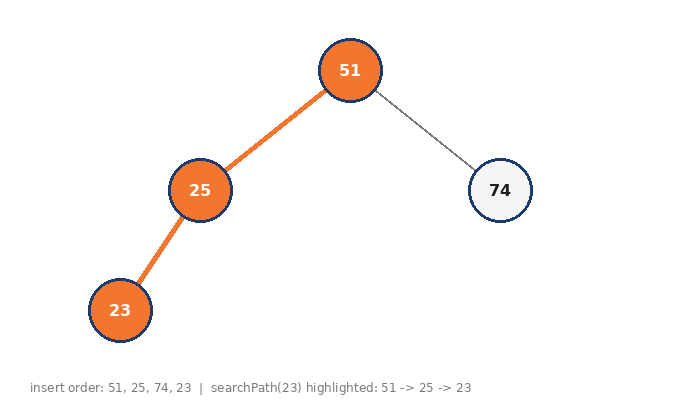 51
25
74
23
insert order: 51, 25, 74, 23 | searchPath(23) highlighted: 51 -> 25 -> 23